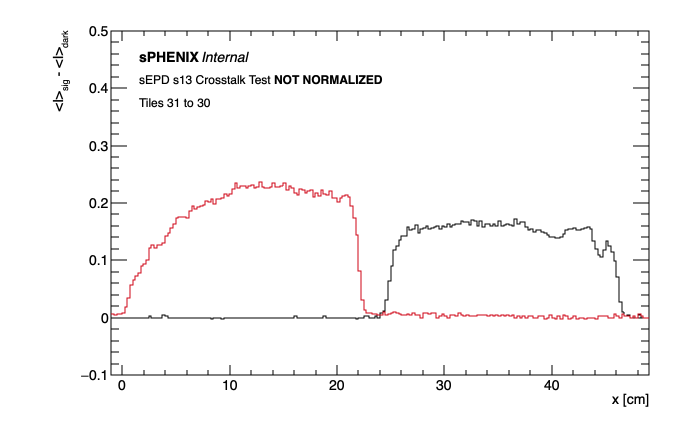 <I>sig - <I>dark
0.5
sPHENIX Internal
sEPD s13 Crosstalk Test NOT NORMALIZED
0.4
Tiles 31 to 30
0.3
0.2
0.1
0
−0.1
0 10 20 30 40
x [cm]